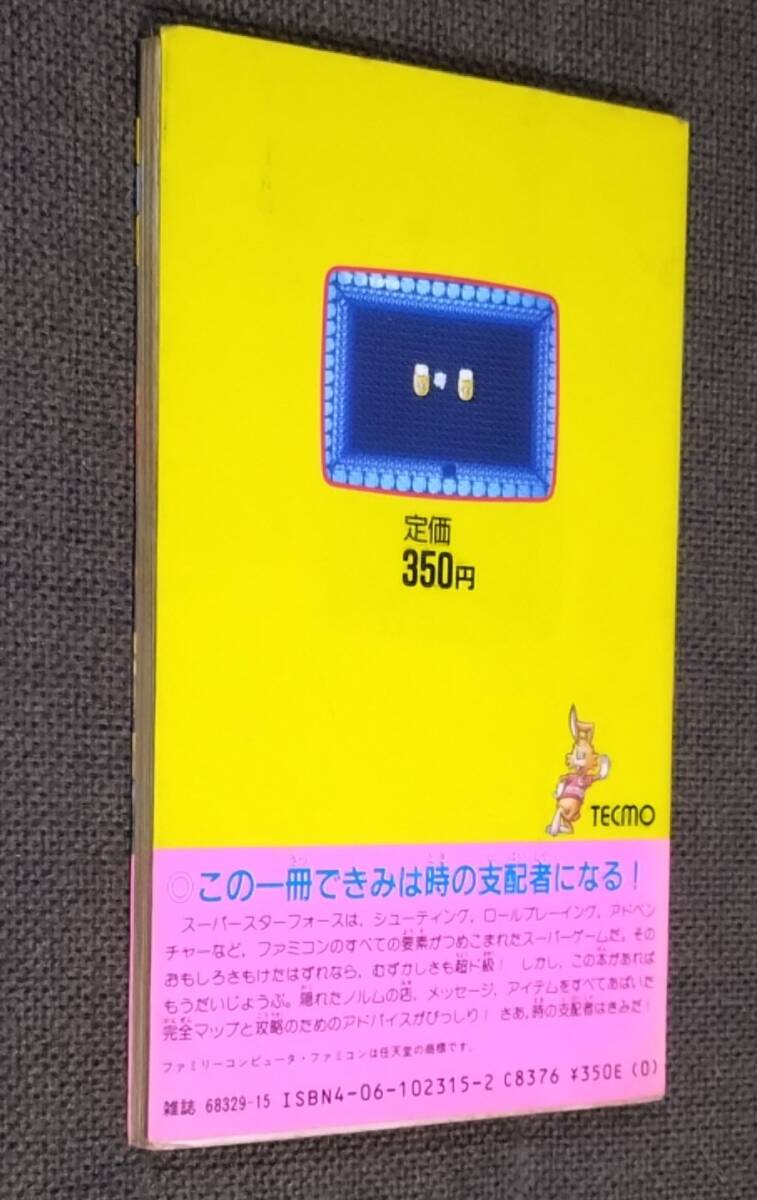 定価
350円
TECMO
◎この一冊できみは時の支配者になる!
スーパースターフォースは、シューティング、ロールプレーイング、アドベン
チャーなど、ファミコンのすべての要素がつめこまれたスーパーゲームだ。その
おもしろさもけたはずれなら、むずかしさも超ド級! しかし、この本があれば
もうだいじょうぶ。隠れたノルムの店、メッセージ、アイテムをすべてあばいた
完全マップと攻略のためのアドバイスがびっしり! さあ,時の支配者はきみだ!
ファミリーコンピュータ・ファミコンは任天堂の商標です。
雑誌 68329-15 ISBN4-06-102315-2 C8376 ¥350E (0)